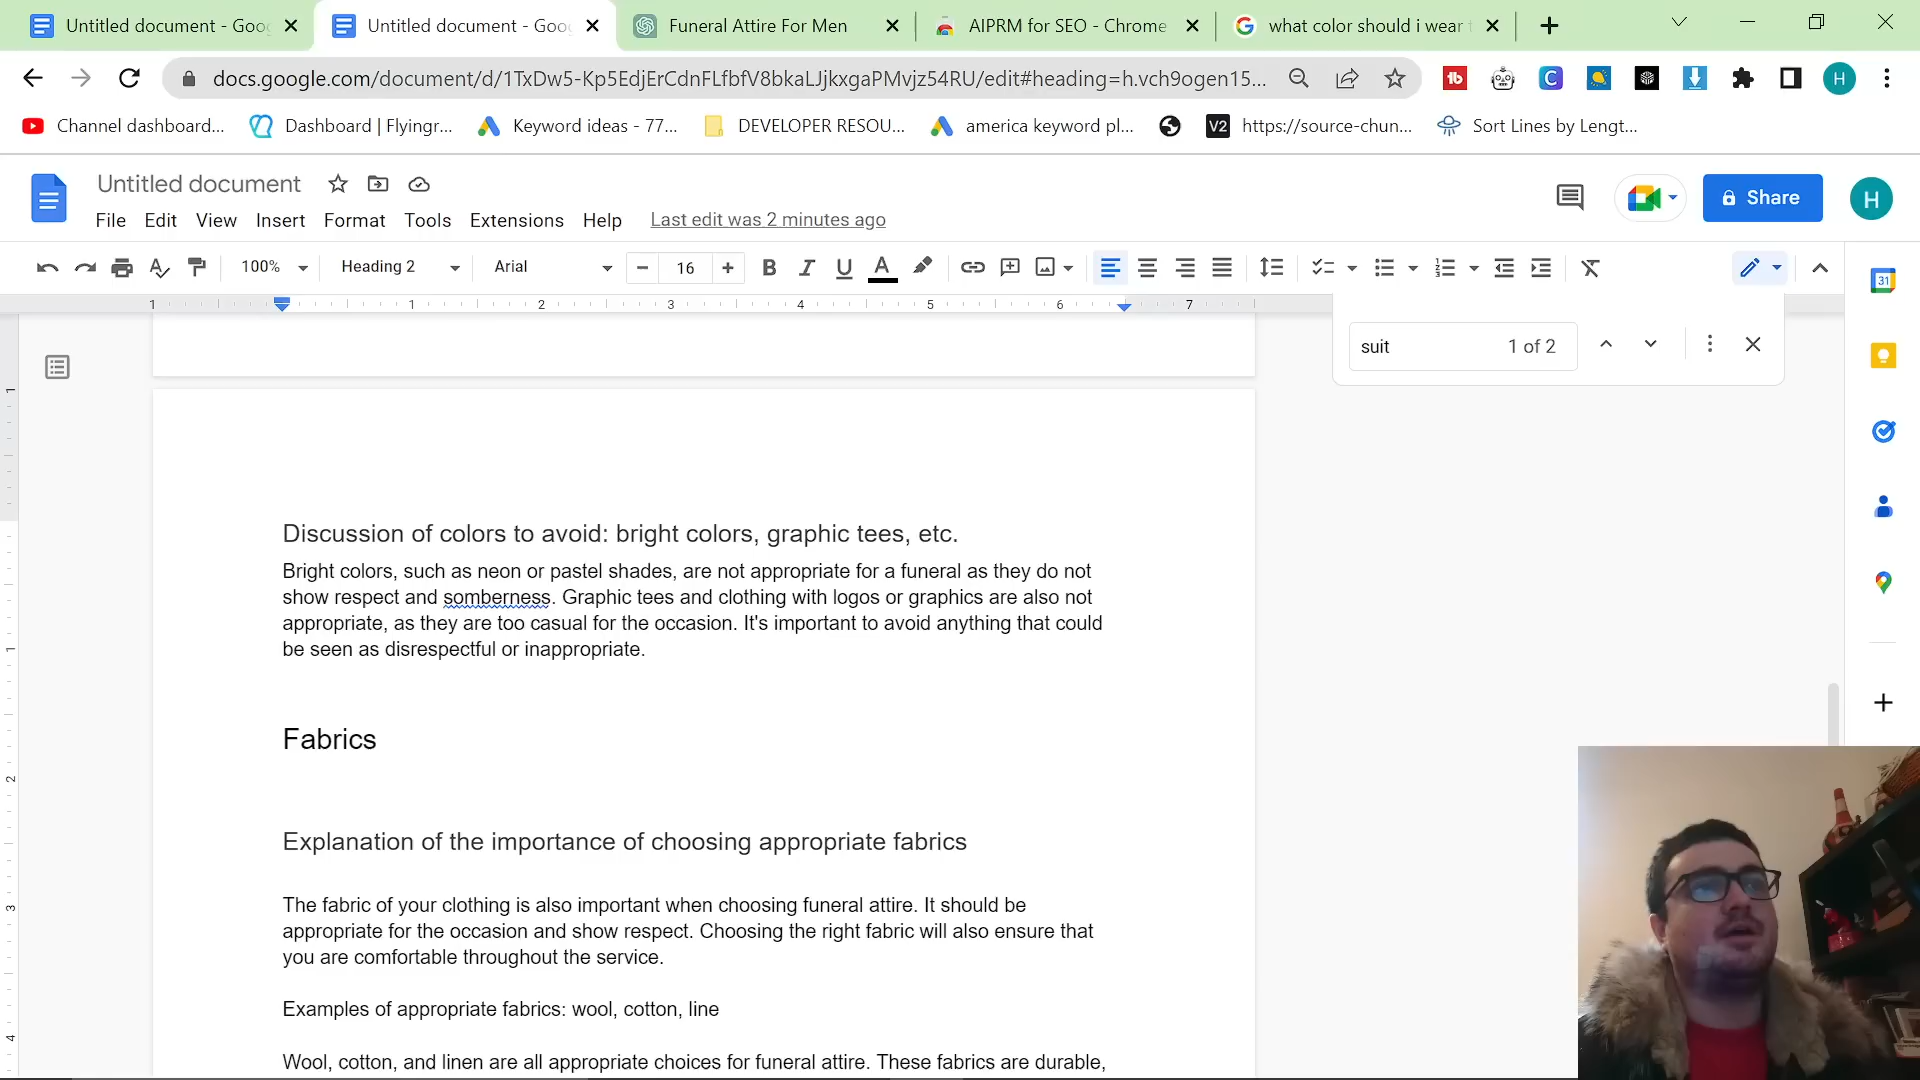 Untitled document - Goo
Untitled document - Goo
Funeral Attire For Men
AIPRM for SEO - Chrome
what color should i wear
docs.google.com/document/d/1TxDw5-Kp5EdjErCdnFLfbfV8bkaLJjkxgaPMvjz54RU/edit#heading=h.vch9ogen15...
Channel dashboard...
Dashboard | Flyingr...
Keyword ideas - 77...
DEVELOPER RESOU...
america keyword pl...
V2
https://source-chun...
Sort Lines by Lengt...
Untitled document
File Edit View Insert Format Tools Extensions Help
Last edit was 2 minutes ago
Share
H
100%
Heading 2
Arial
16
1 1 2 3 4 5 6 7
suit
1 of 2
Discussion of colors to avoid: bright colors, graphic tees, etc.
Bright colors, such as neon or pastel shades, are not appropriate for a funeral as they do not
show respect and somberness. Graphic tees and clothing with logos or graphics are also not
appropriate, as they are too casual for the occasion. It's important to avoid anything that could
be seen as disrespectful or inappropriate.
Fabrics
Explanation of the importance of choosing appropriate fabrics
The fabric of your clothing is also important when choosing funeral attire. It should be
appropriate for the occasion and show respect. Choosing the right fabric will also ensure that
you are comfortable throughout the service.
Examples of appropriate fabrics: wool, cotton, line
Wool, cotton, and linen are all appropriate choices for funeral attire. These fabrics are durable,